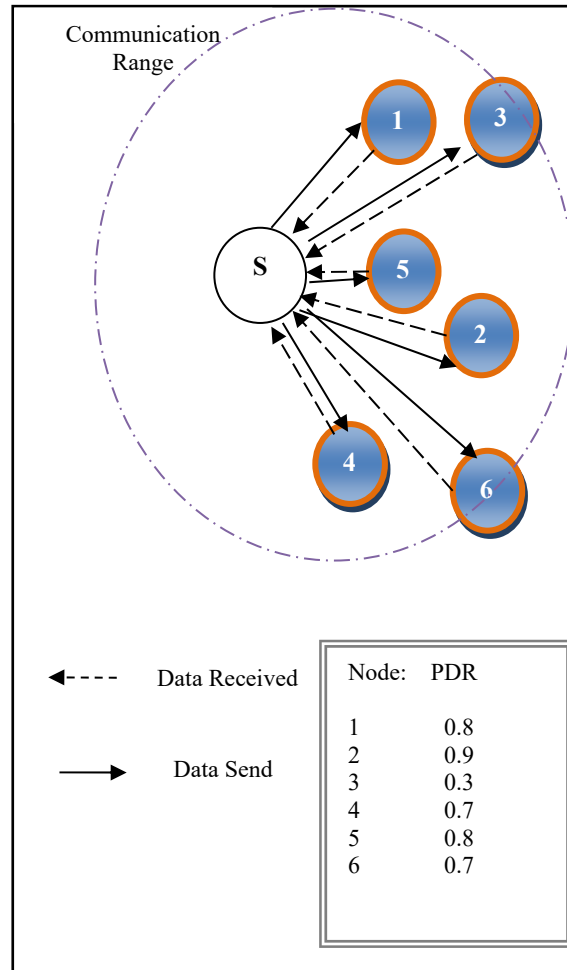 Communication
Range
1
3
S
5
2
4
6
Data Received
Data Send
Node: PDR
1 0.8
2 0.9
3 0.3
4 0.7
5 0.8
6 0.7